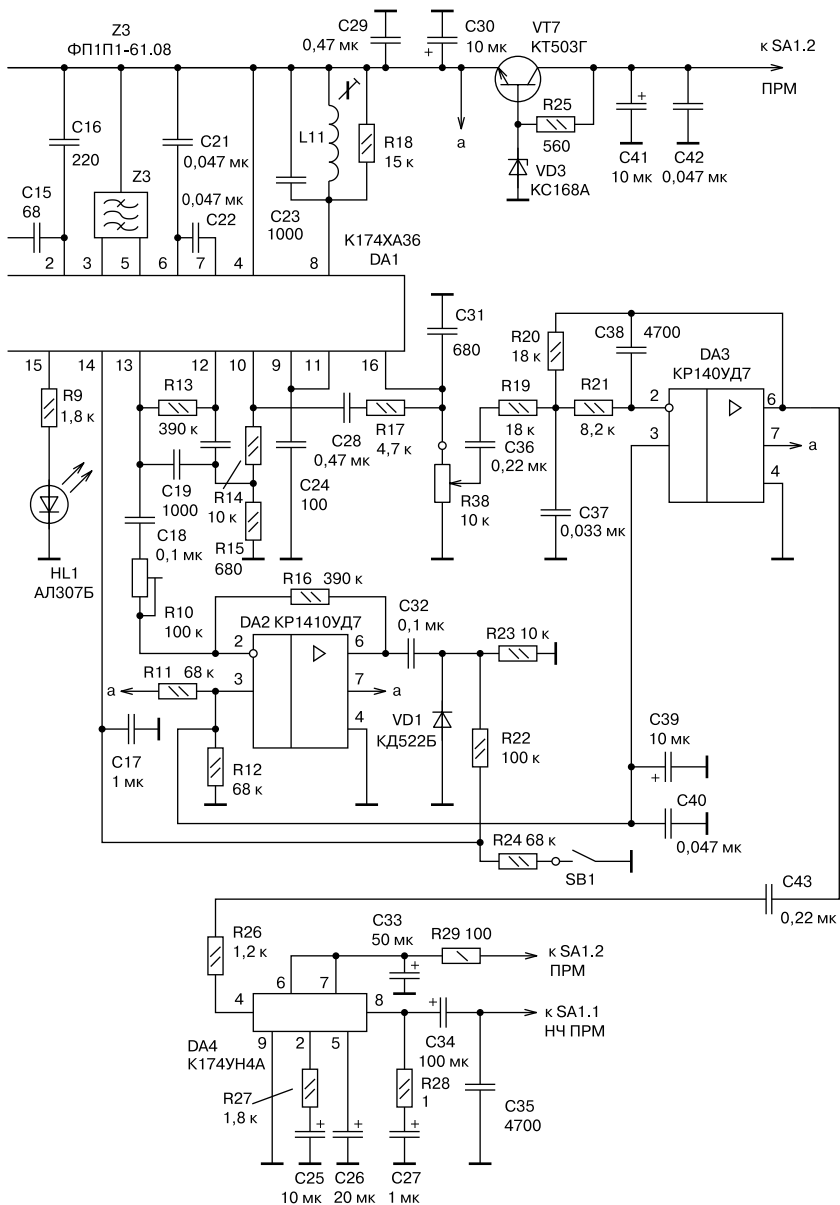 Z3
ФП1П1-61.08
C29
0,47 мк
C30
10 мк
+
VT7
КТ503Г
к SA1.2
ПРМ
C16
220
C21
0,047 мк
L11
R18
15 к
a
R25
560
VD3
КС168А
+
C41
10 мк
C42
0,047 мк
C15
68
Z3
0,047 мк
C22
C23
1000
К174ХА36
DA1
2
3
5
6
7
4
8
C31
680
R20
18 к
C38
4700
DA3
КР140УД7
15
14
13
12
10
9
11
16
R9
1,8 к
R13
390 к
R19
18 к
R21
8,2 к
2
6
3
7
a
4
C28
0,47 мк
R17
4,7 к
C36
0,22 мк
C19
1000
R14
10 к
C24
100
R38
10 к
C37
0,033 мк
C18
0,1 мк
R15
680
HL1
АЛ307Б
R10
100 к
R16 390 к
DA2 КР1410УД7
C32
0,1 мк
R23 10 к
2
6
R11 68 к
a
3
7
a
4
VD1
КД522Б
R22
100 к
C39
10 мк
+
C17
1 мк
R12
68 к
C40
0,047 мк
R24 68 к
SB1
C43
0,22 мк
R26
1,2 к
C33
50 мк
+
R29 100
к SA1.2
ПРМ
6
7
4
8
+
к SA1.1
НЧ ПРМ
C34
100 мк
9
2
5
DA4
К174УН4А
R27
1,8 к
R28
1
C35
4700
+
+
+
C25
10 мк
C26
20 мк
C27
1 мк